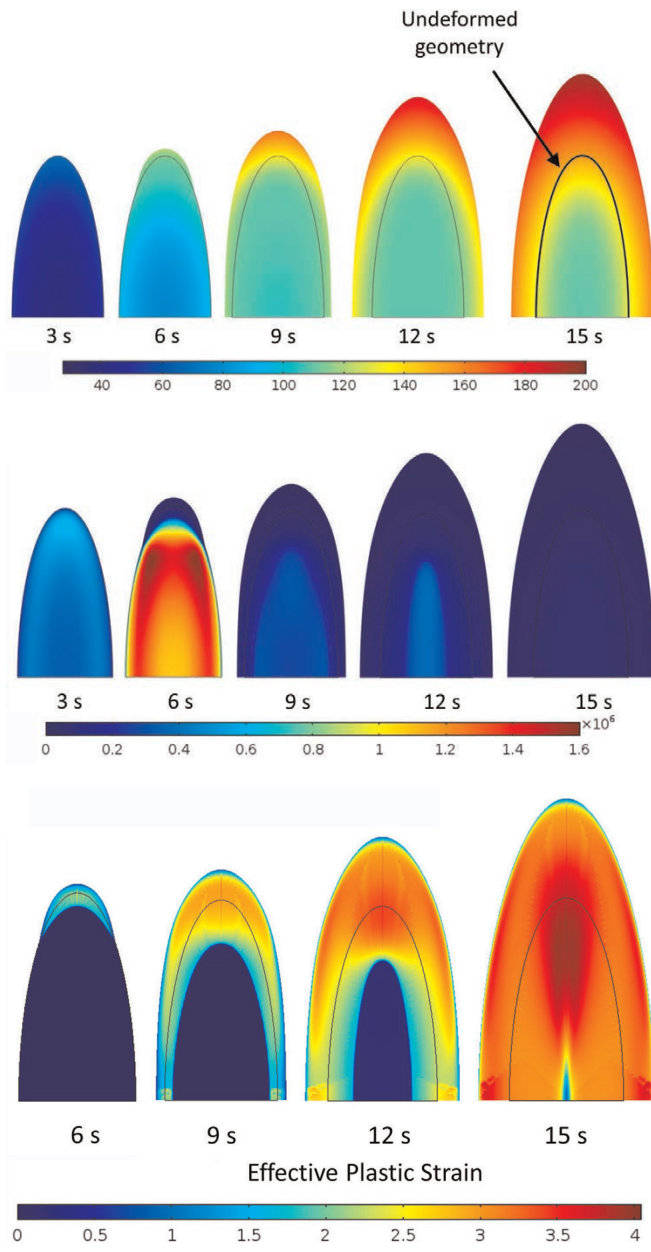 Undeformed
geometry
3 s 6 s 9 s 12 s 15 s
40 60 80 100 120 140 160 180 200
3 s 6 s 9 s 12 s 15 s
×10⁶
0 0.2 0.4 0.6 0.8 1 1.2 1.4 1.6
6 s 9 s 12 s 15 s
Effective Plastic Strain
0 0.5 1 1.5 2 2.5 3 3.5 4